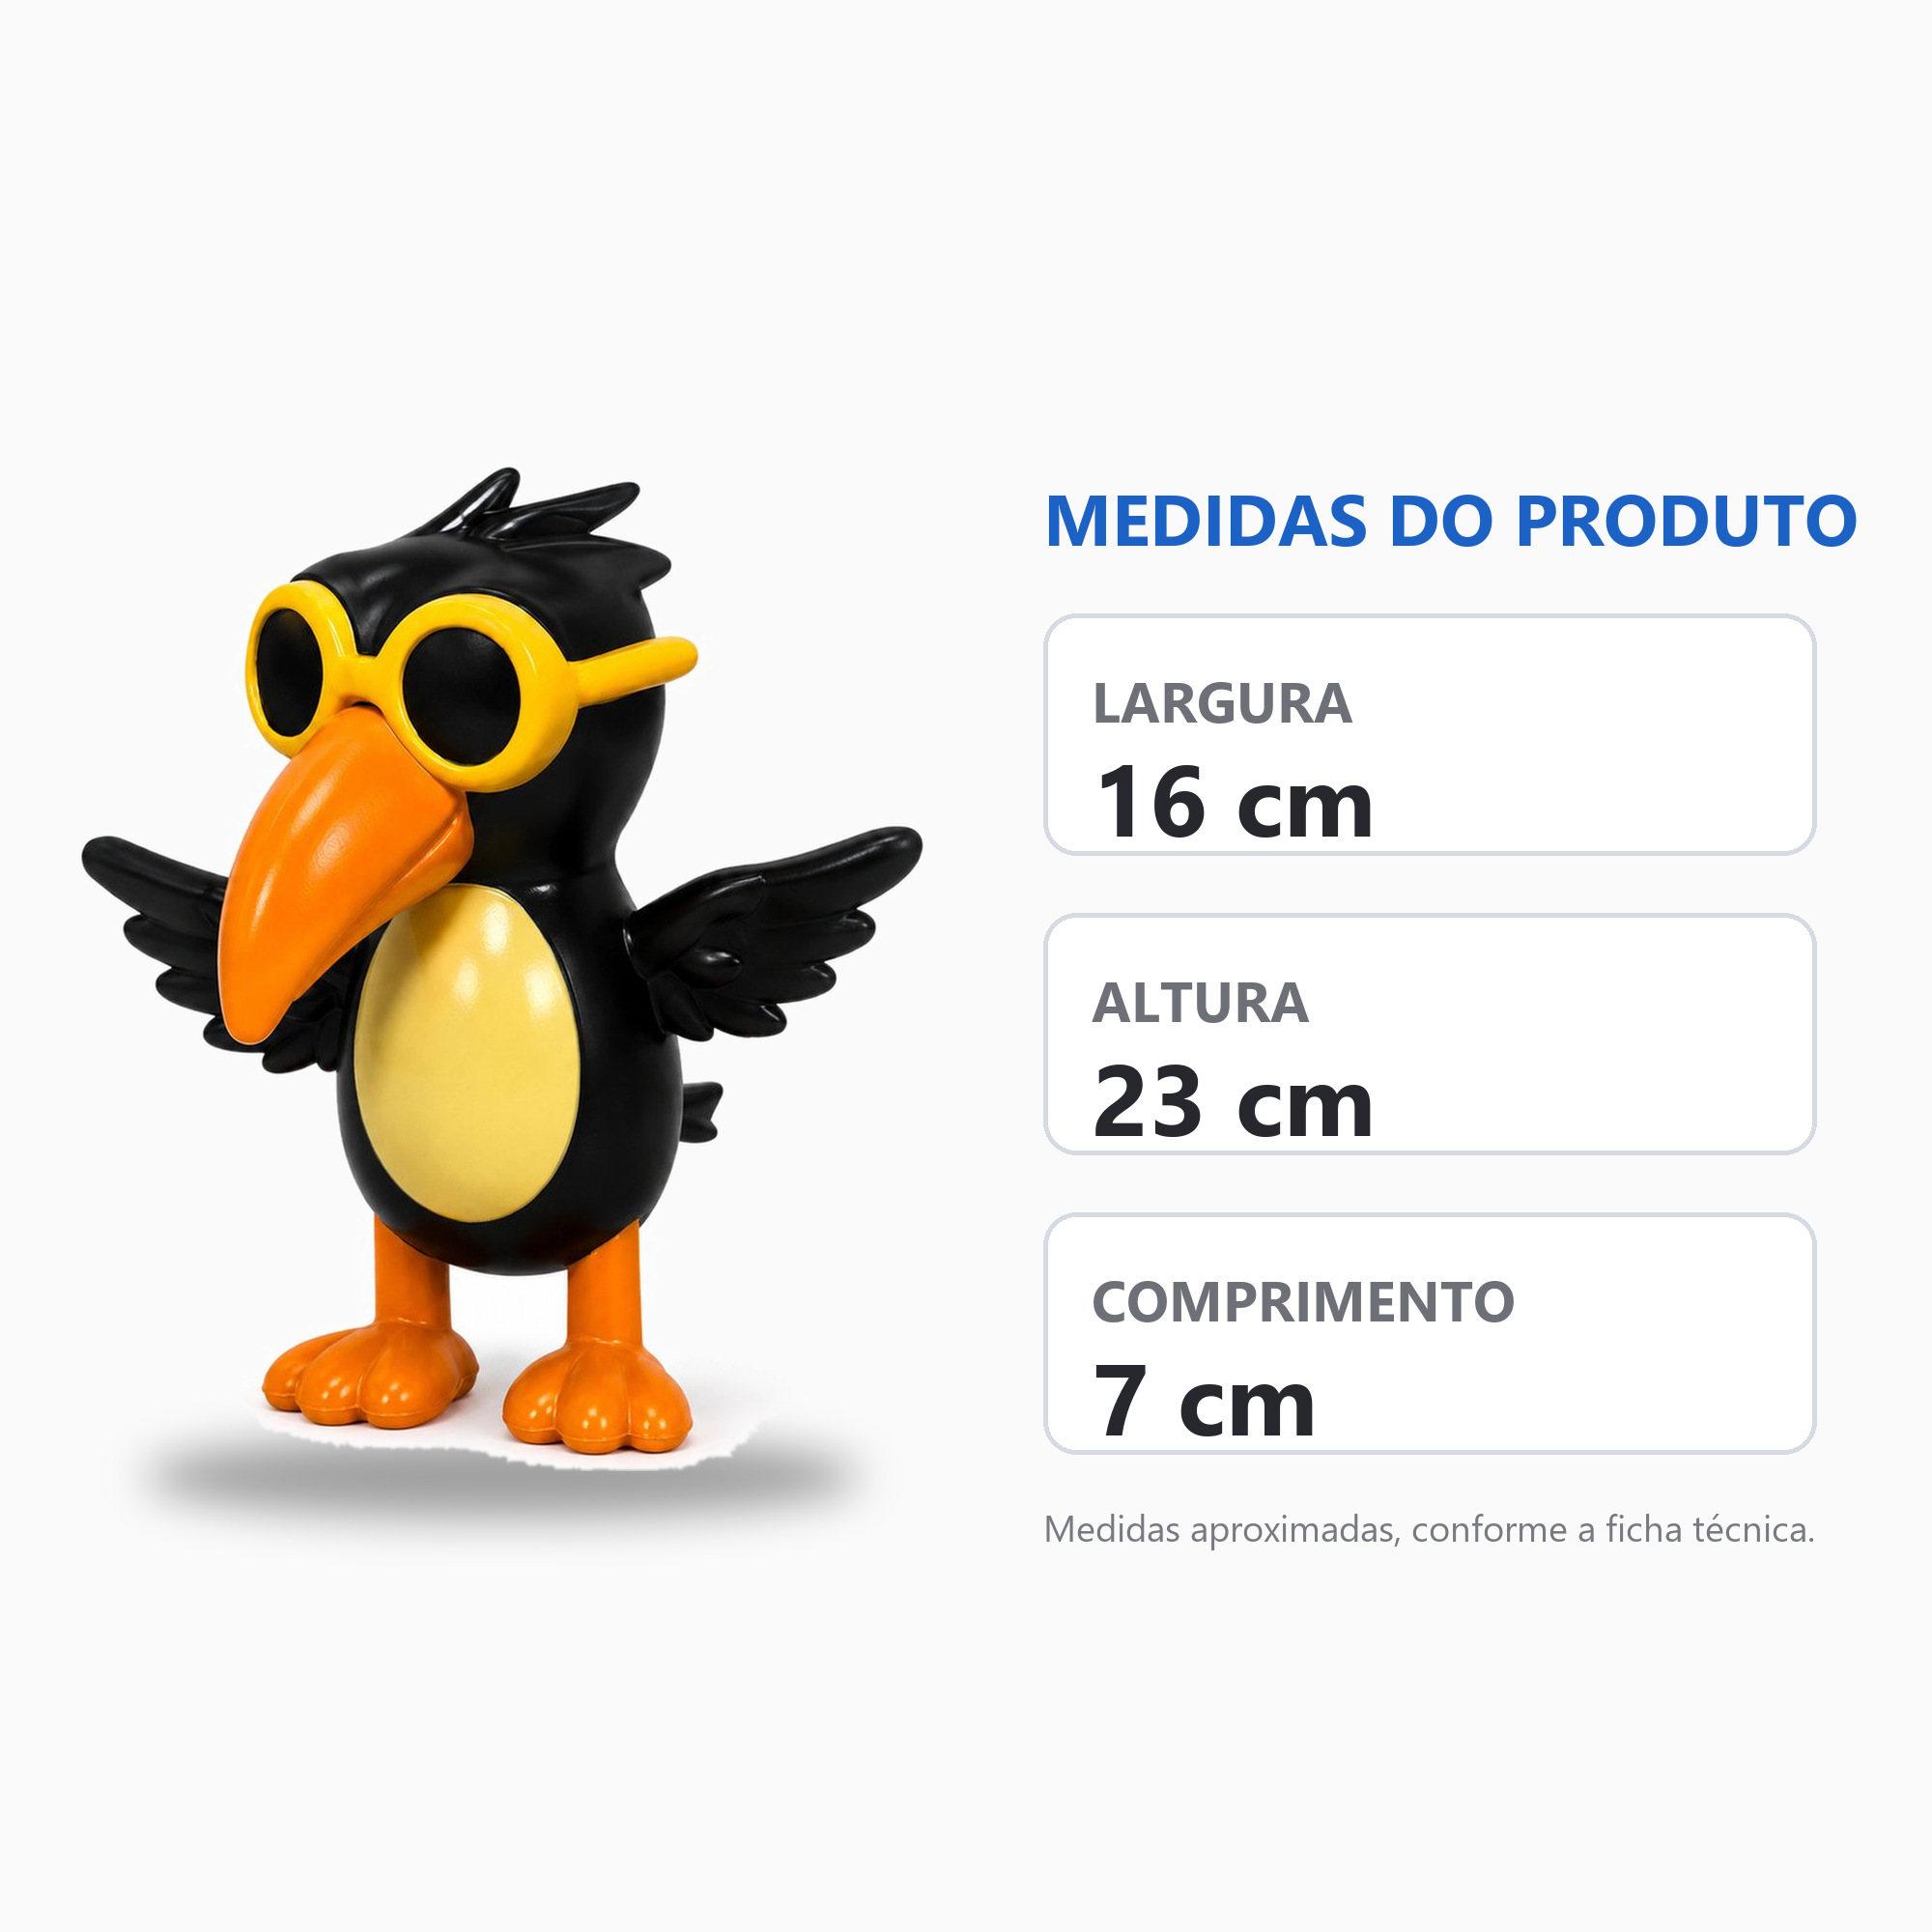 MEDIDAS DO PRODUTO
LARGURA
16 cm
ALTURA
23 cm
COMPRIMENTO
7 cm
Medidas aproximadas, conforme a ficha técnica.